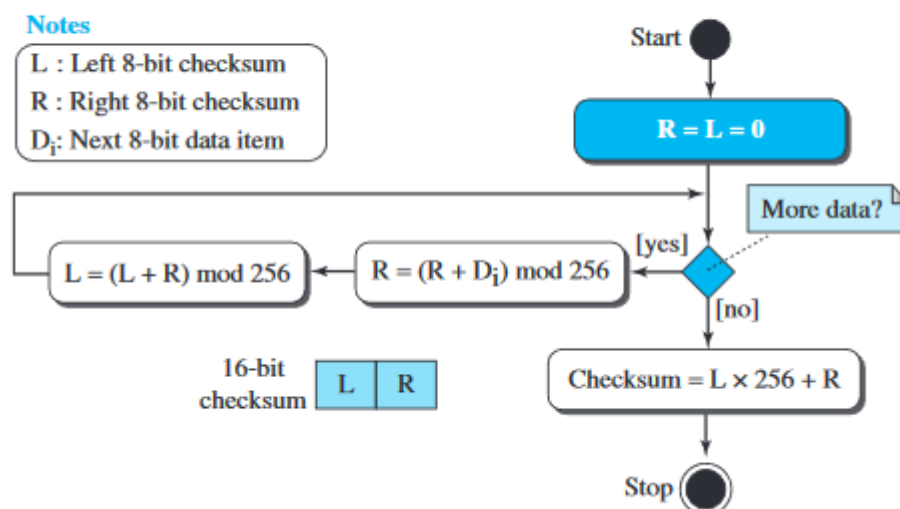 Notes
L : Left 8-bit checksum
R : Right 8-bit checksum
Di: Next 8-bit data item
Start
R = L = 0
More data?
[yes]
L = (L + R) mod 256
R = (R + Di) mod 256
[no]
16-bit
checksum
L R
Checksum = L × 256 + R
Stop